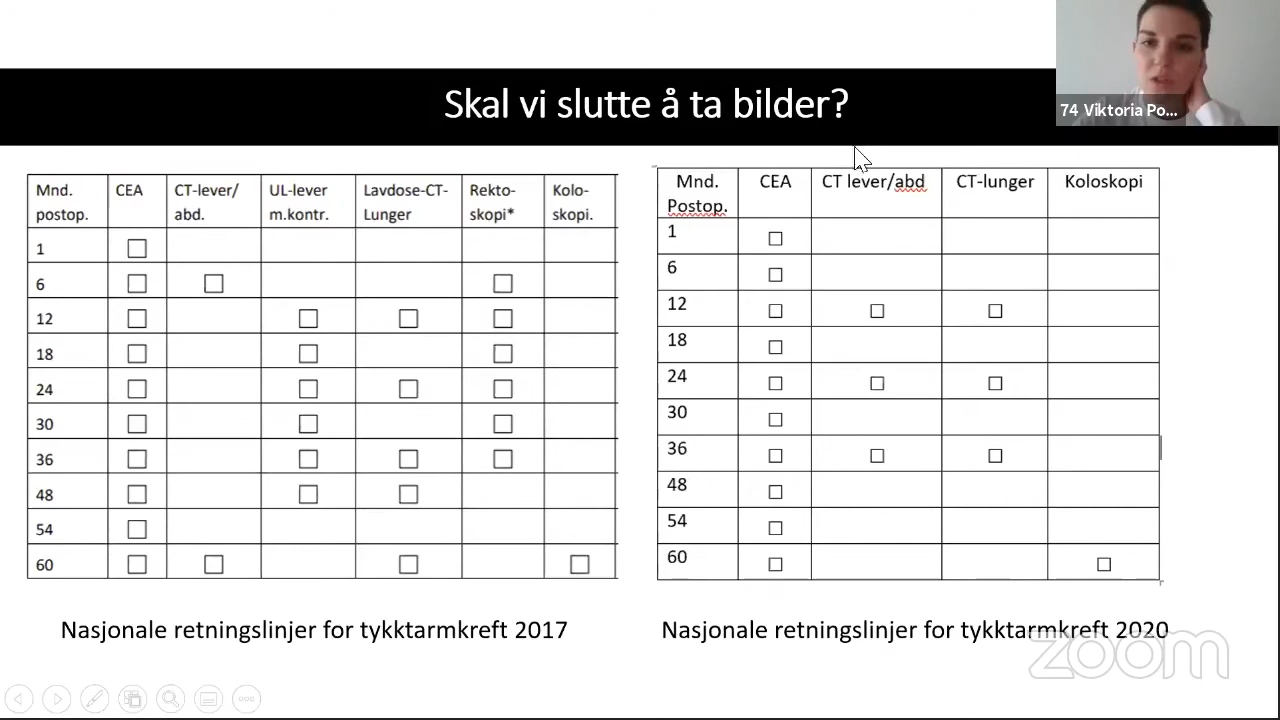 Skal vi slutte å ta bilder?
74 Viktoria Po...
Mnd. postop. CEA CT-lever/ abd. UL-lever m.kontr. Lavdose-CT-Lunger Rekto-skopi* Kolo-skopi.
1 ☐
6 ☐ ☐ ☐
12 ☐ ☐ ☐ ☐
18 ☐ ☐ ☐
24 ☐ ☐ ☐ ☐
30 ☐ ☐ ☐
36 ☐ ☐ ☐ ☐
48 ☐ ☐ ☐
54 ☐
60 ☐ ☐ ☐ ☐
Nasjonale retningslinjer for tykktarmkreft 2017
Mnd. Postop. CEA CT lever/abd CT-lunger Koloskopi
1 ☐
6 ☐
12 ☐ ☐ ☐
18 ☐
24 ☐ ☐ ☐
30 ☐
36 ☐ ☐ ☐
48 ☐
54 ☐
60 ☐ ☐
Nasjonale retningslinjer for tykktarmkreft 2020
zoom